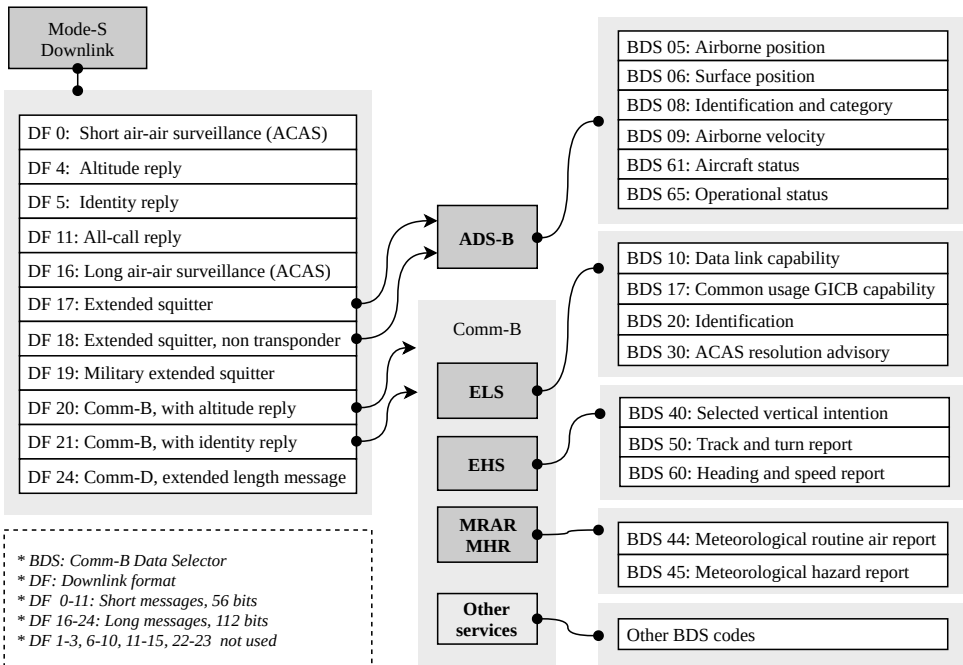 Mode-S
Downlink
DF 0:  Short air-air surveillance (ACAS)
DF 4:  Altitude reply
DF 5:  Identity reply
DF 11: All-call reply
DF 16: Long air-air surveillance (ACAS)
DF 17: Extended squitter
DF 18: Extended squitter, non transponder
DF 19: Military extended squitter
DF 20: Comm-B, with altitude reply
DF 21: Comm-B, with identity reply
DF 24: Comm-D, extended length message
* BDS: Comm-B Data Selector
* DF: Downlink format
* DF  0-11: Short messages, 56 bits
* DF 16-24: Long messages, 112 bits
* DF 1-3, 6-10, 11-15, 22-23  not used
ADS-B
Comm-B
ELS
EHS
MRAR
MHR
Other
services
BDS 05: Airborne position
BDS 06: Surface position
BDS 08: Identification and category
BDS 09: Airborne velocity
BDS 61: Aircraft status
BDS 65: Operational status
BDS 10: Data link capability
BDS 17: Common usage GICB capability
BDS 20: Identification
BDS 30: ACAS resolution advisory
BDS 40: Selected vertical intention
BDS 50: Track and turn report
BDS 60: Heading and speed report
BDS 44: Meteorological routine air report
BDS 45: Meteorological hazard report
Other BDS codes